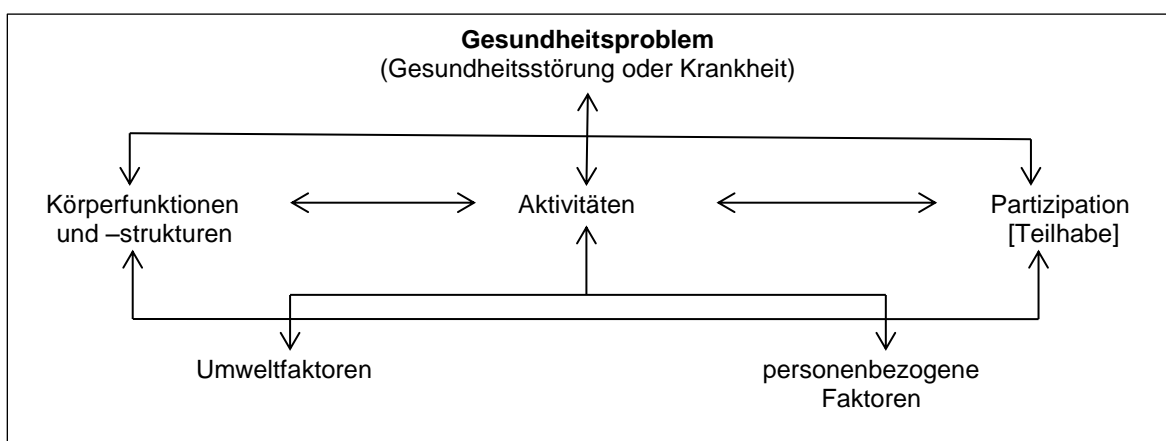 Gesundheitsproblem
(Gesundheitsstörung oder Krankheit)
Körperfunktionen
und –strukturen
Aktivitäten
Partizipation
[Teilhabe]
Umweltfaktoren
personenbezogene
Faktoren